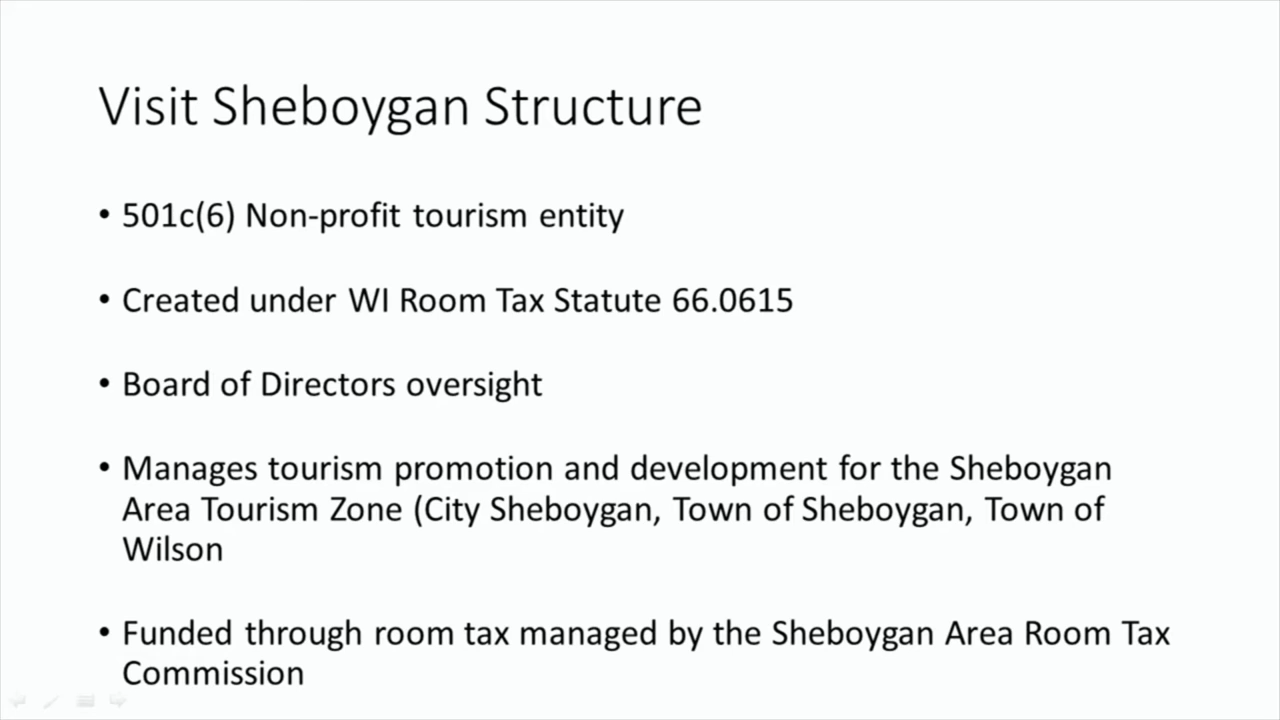 Visit Sheboygan Structure
• 501c(6) Non-profit tourism entity
• Created under WI Room Tax Statute 66.0615
• Board of Directors oversight
• Manages tourism promotion and development for the Sheboygan
Area Tourism Zone (City Sheboygan, Town of Sheboygan, Town of
Wilson
• Funded through room tax managed by the Sheboygan Area Room Tax
Commission